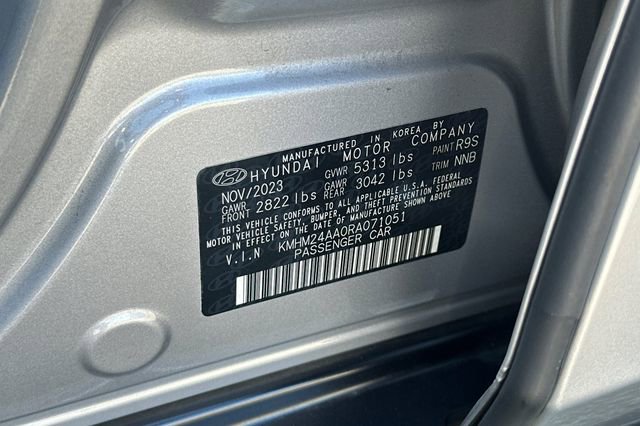 MANUFACTURED IN KOREA BY
HYUNDAI MOTOR COMPANY
NOV/2023 GVWR 5313 lbs PAINT R9S
GAWR FRONT 2822 lbs GAWR REAR 3042 lbs TRIM NNB
THIS VEHICLE CONFORMS TO ALL APPLICABLE U.S.A. FEDERAL
MOTOR VEHICLE SAFETY, BUMPER, AND THEFT PREVENTION STANDARDS
IN EFFECT ON THE DATE OF MANUFACTURE SHOWN ABOVE.
V.I.N KMHM24AA0RA071051
PASSENGER CAR